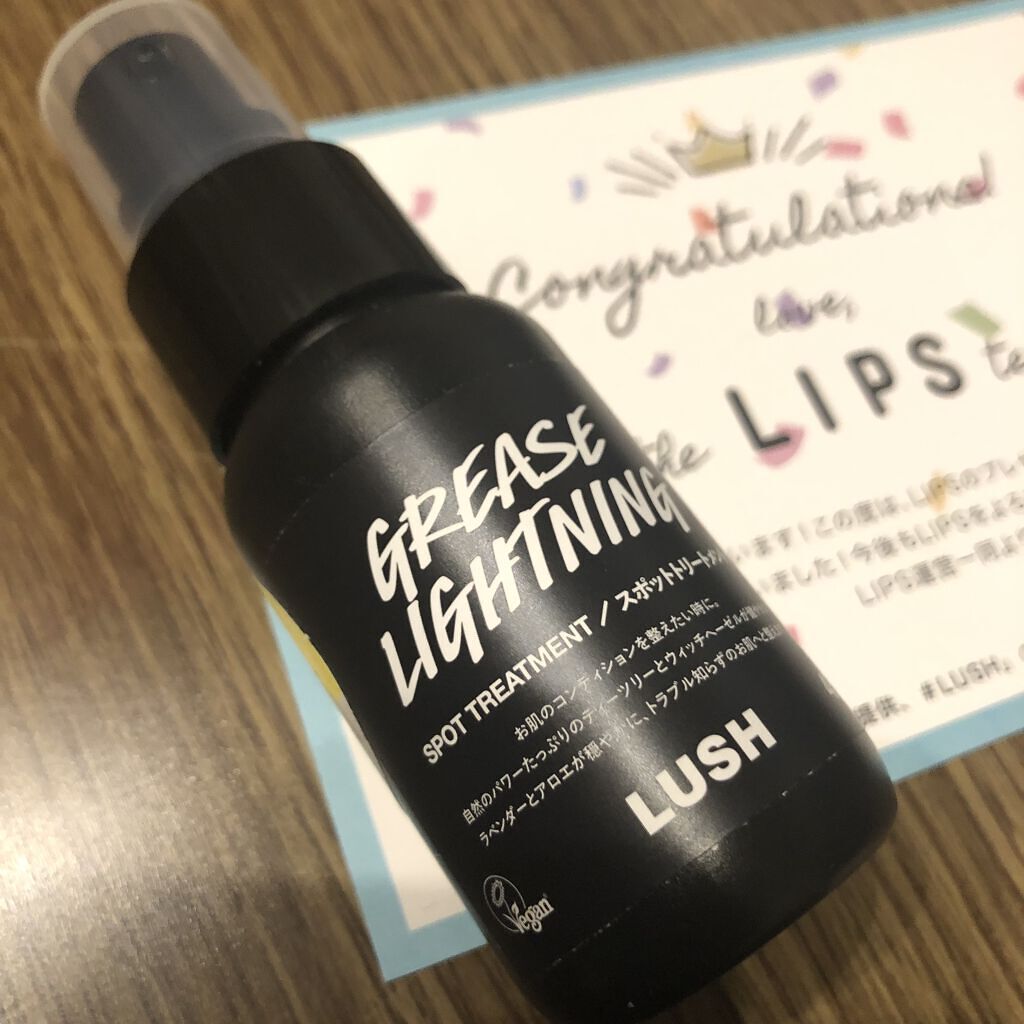 GREASE
LIGHTNING
SPOT TREATMENT / スポットトリートメン
お肌のコンディションを整えたい時に。
自然のパワーたっぷりのティーツリーとウィッチヘーゼルが
ラベンダーとアロエが穏や に、トラブル知らずのお肌へと
LUSH
Vegan
Congratulations!
love,
the LIPS te
います！この度は、LIPSのプレ
いました！今後もLIPSをよろ
LIPS運営一同よ
提供、#LUSH、